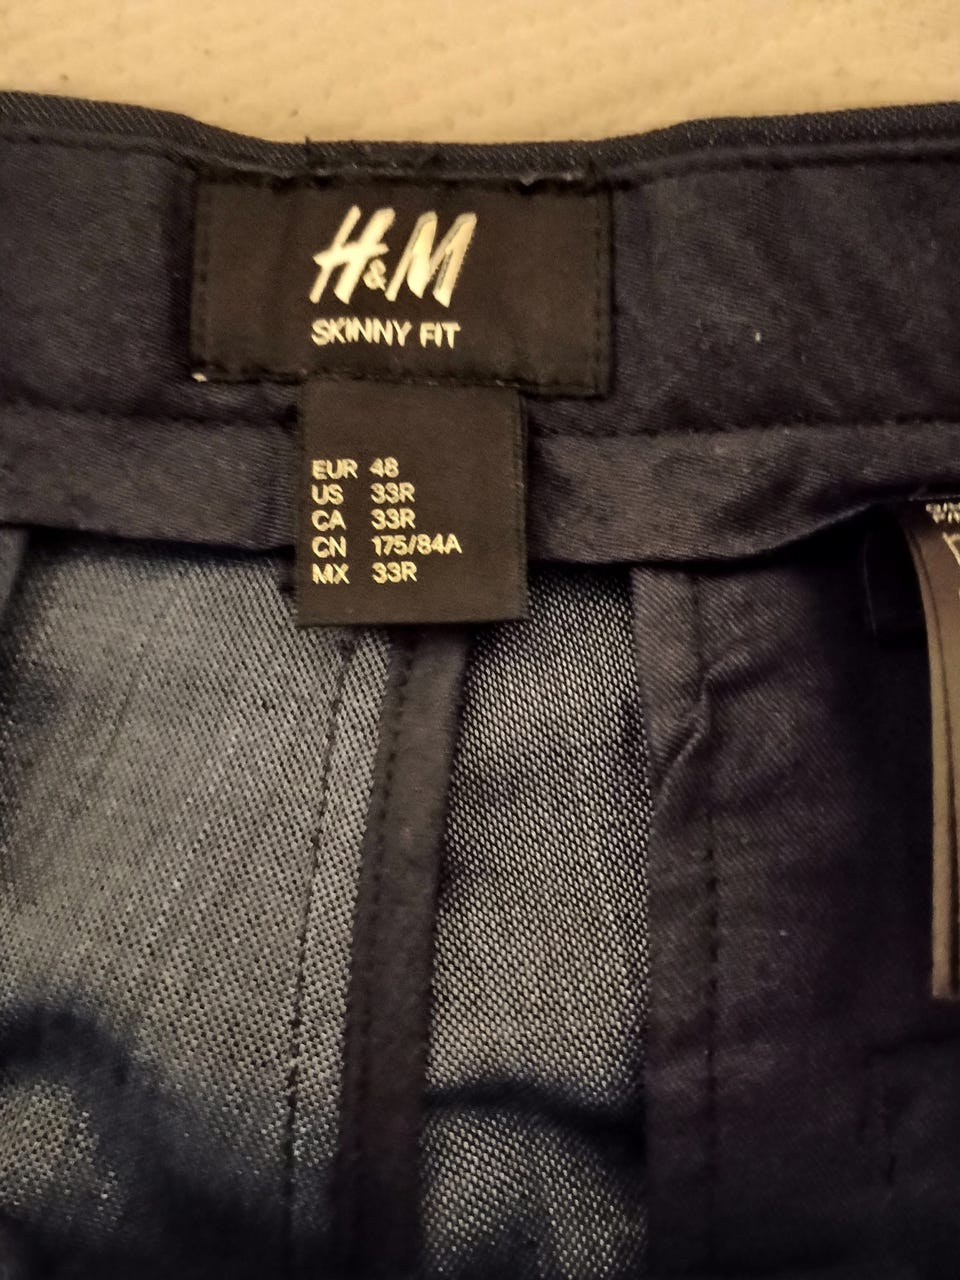 H&M
SKINNY FIT
EUR 48
US 33R
CA 33R
CN 175/84A
MX 33R